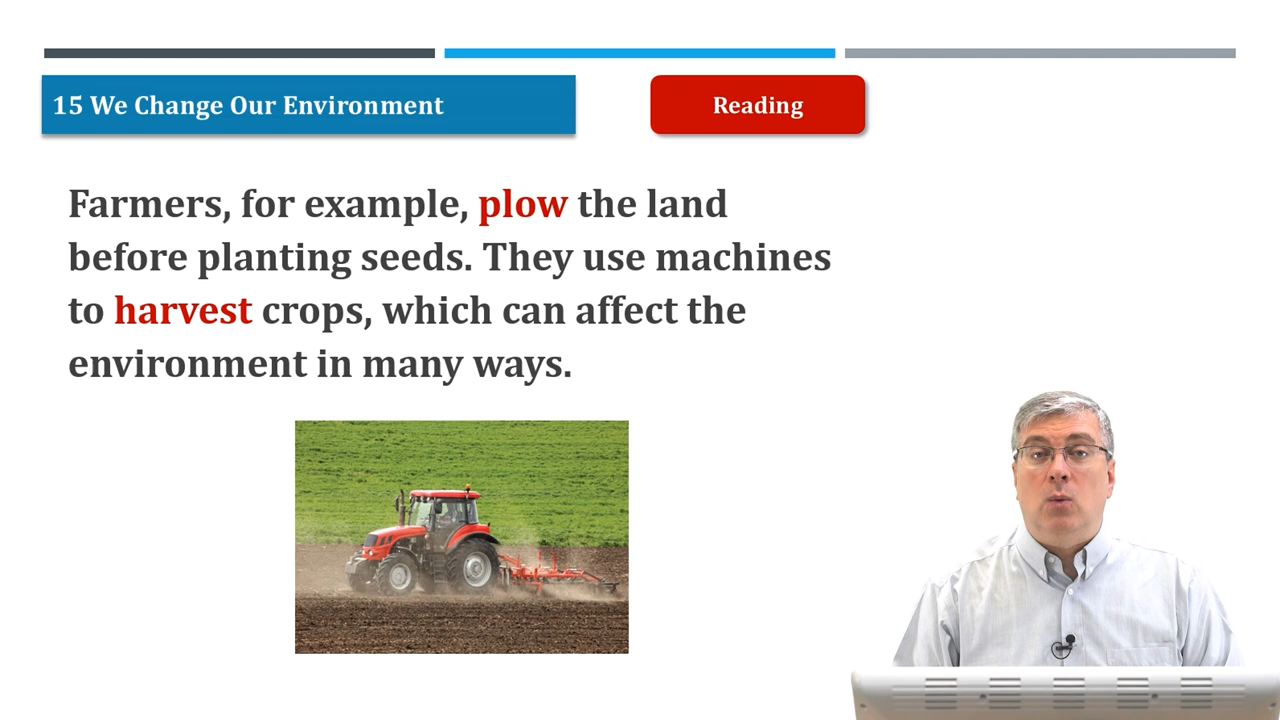 15 We Change Our Environment
Reading
Farmers, for example, plow the land
before planting seeds. They use machines
to harvest crops, which can affect the
environment in many ways.